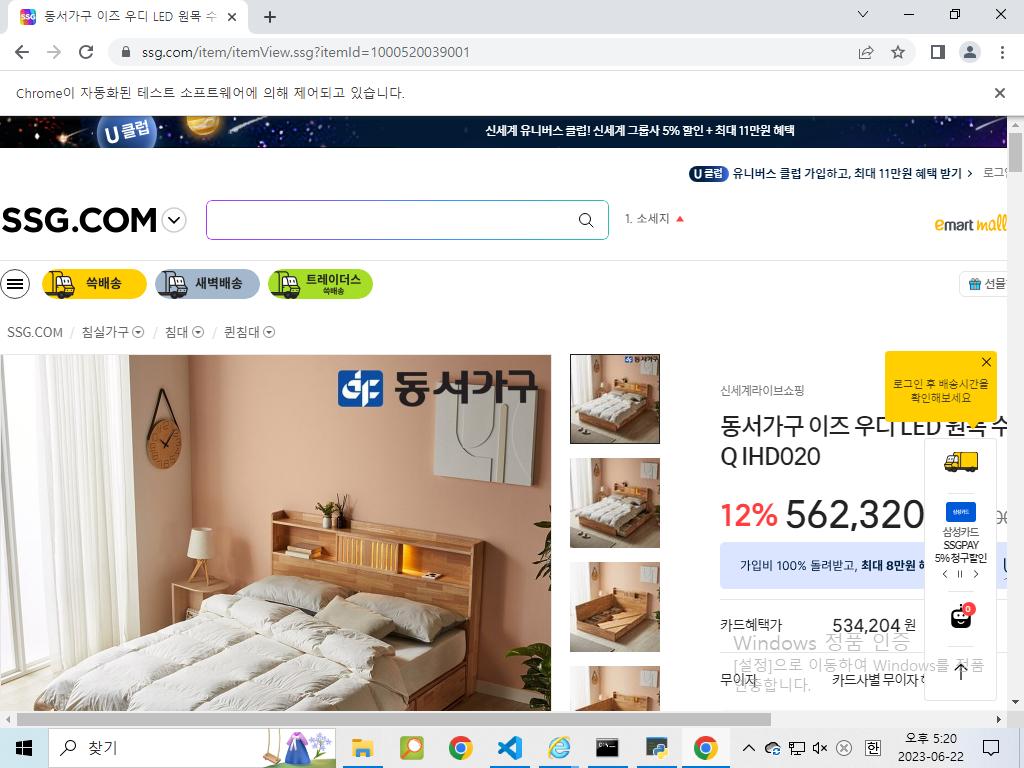 동서가구 이즈 우디 LED 원목 수
ssg.com/item/itemView.ssg?itemId=1000520039001
Chrome이 자동화된 테스트 소프트웨어에 의해 제어되고 있습니다.
U 클럽
신세계 유니버스 클럽! 신세계 그룹사 5% 할인 + 최대 11만원 혜택
U 클럽 유니버스 클럽 가입하고, 최대 11만원 혜택 받기
로그인
SSG.COM
1. 소세지
emart mall
쓱배송
새벽배송
트레이더스
쓱배송
선물
SSG.COM / 침실가구 / 침대 / 퀸침대
동서가구
로그인 후 배송시간을
확인해보세요
신세계라이브쇼핑
동서가구 이즈 우디 LED 원목 수
Q IHD020
12% 562,320
삼성카드
삼성카드
SSGPAY
5% 청구할인
가입비 100% 돌려받고, 최대 8만원 혜
카드혜택가 534,204 원
0
Windows 정품 인증
[설정]으로 이동하여 Windows를 정품
인증합니다.
무이자 카드사별 무이자
찾기
한
오후 5:20
2023-06-22